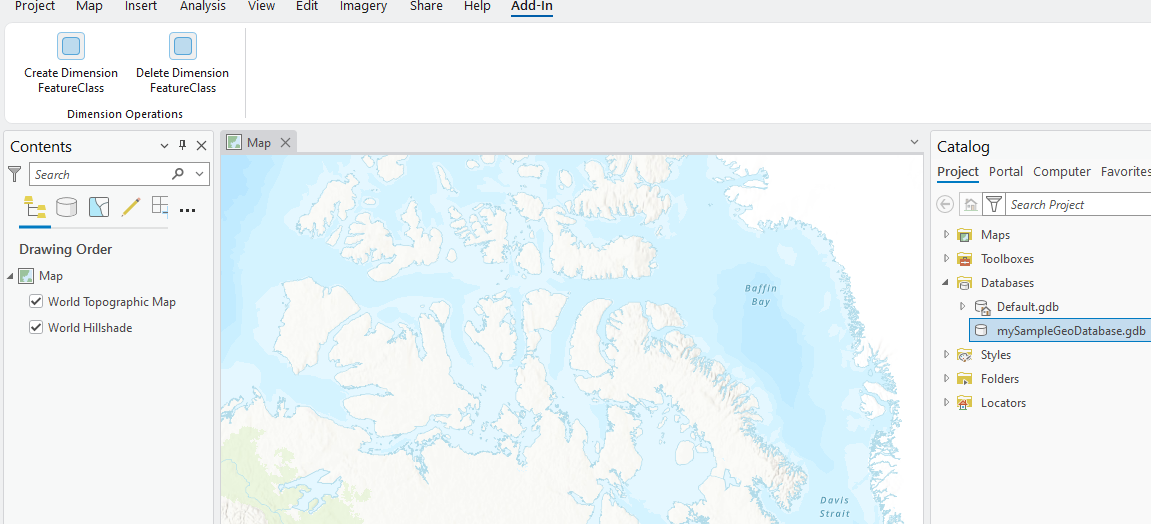 Project Map Insert Analysis View Edit Imagery Share Help Add-In
Create Dimension FeatureClass
Delete Dimension FeatureClass
Dimension Operations
Contents
Search
Drawing Order
Map
World Topographic Map
World Hillshade
Map
Baffin
Bay
Davis
Strait
Catalog
Project Portal Computer Favorites
Search Project
Maps
Toolboxes
Databases
Default.gdb
mySampleGeoDatabase.gdb
Styles
Folders
Locators